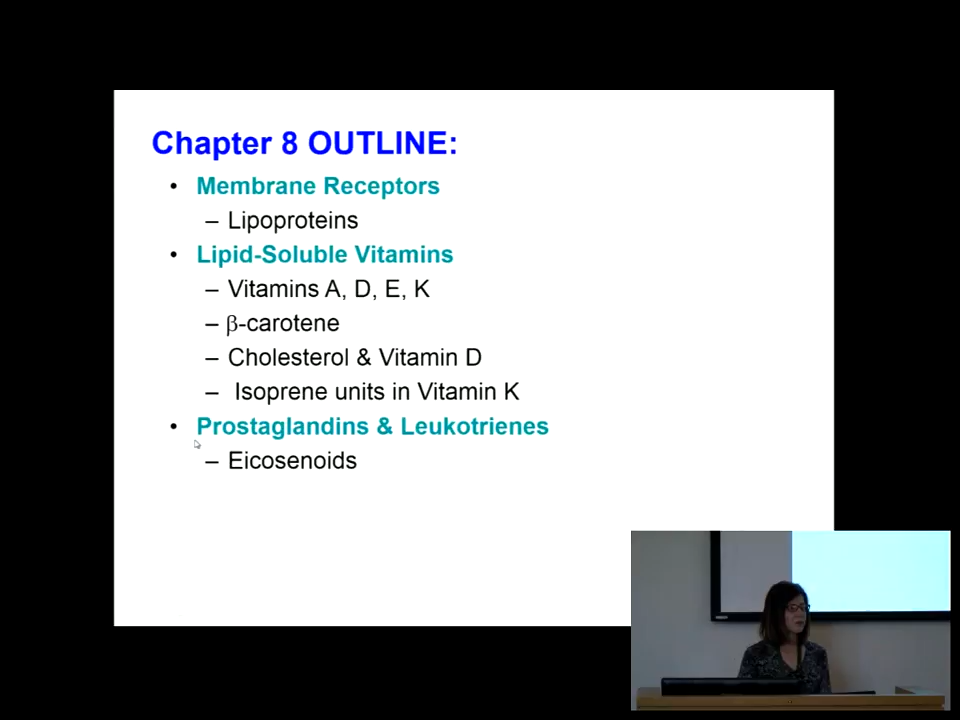 Chapter 8 OUTLINE:
• Membrane Receptors
– Lipoproteins
• Lipid-Soluble Vitamins
– Vitamins A, D, E, K
– β-carotene
– Cholesterol & Vitamin D
– Isoprene units in Vitamin K
• Prostaglandins & Leukotrienes
– Eicosenoids